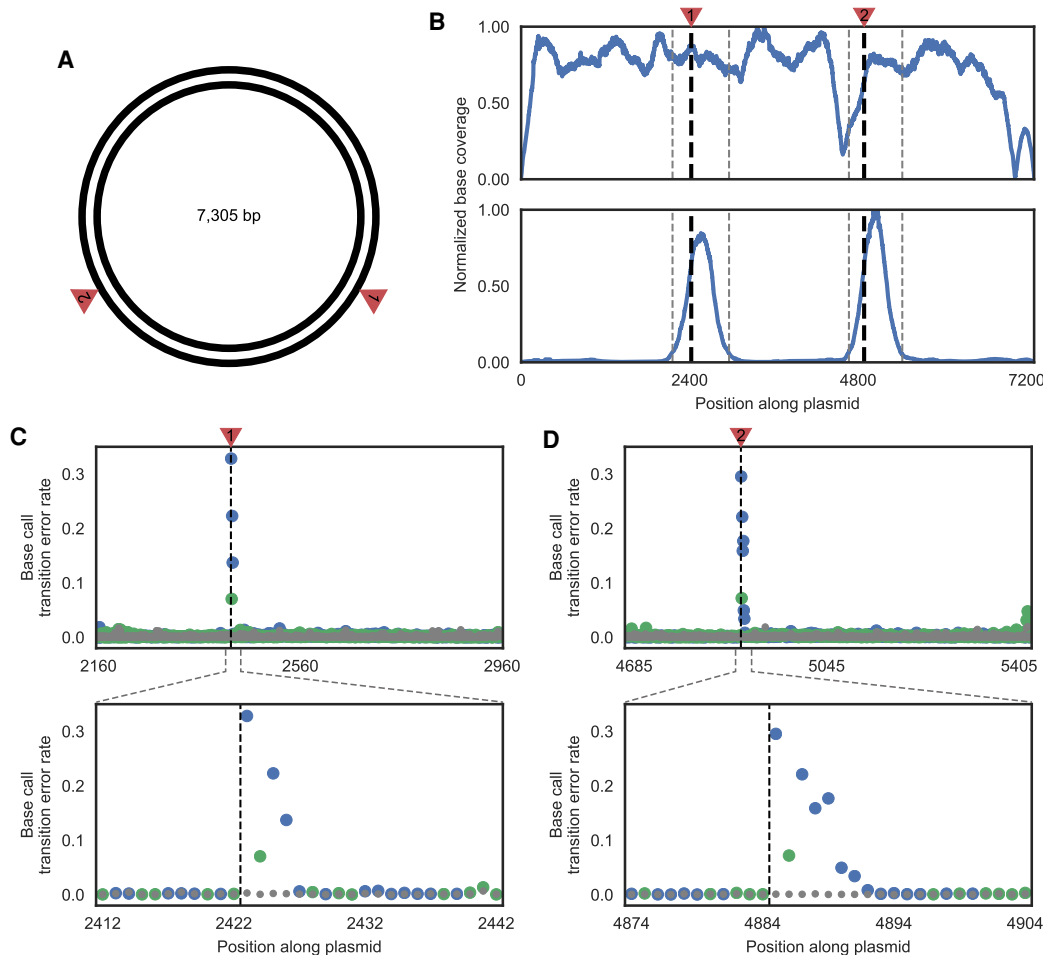 A
7,305 bp
2
1
B
1
2
1.00
0.50
0.00
Normalized base coverage
1.00
0.50
0.00
0
2400
4800
7200
Position along plasmid
C
1
0.3
0.2
0.1
0.0
Base call
transition error rate
2160
2560
2960
0.3
0.2
0.1
0.0
Base call
transition error rate
2412
2422
2432
2442
Position along plasmid
D
2
0.3
0.2
0.1
0.0
Base call
transition error rate
4685
5045
5405
0.3
0.2
0.1
0.0
Base call
transition error rate
4874
4884
4894
4904
Position along plasmid